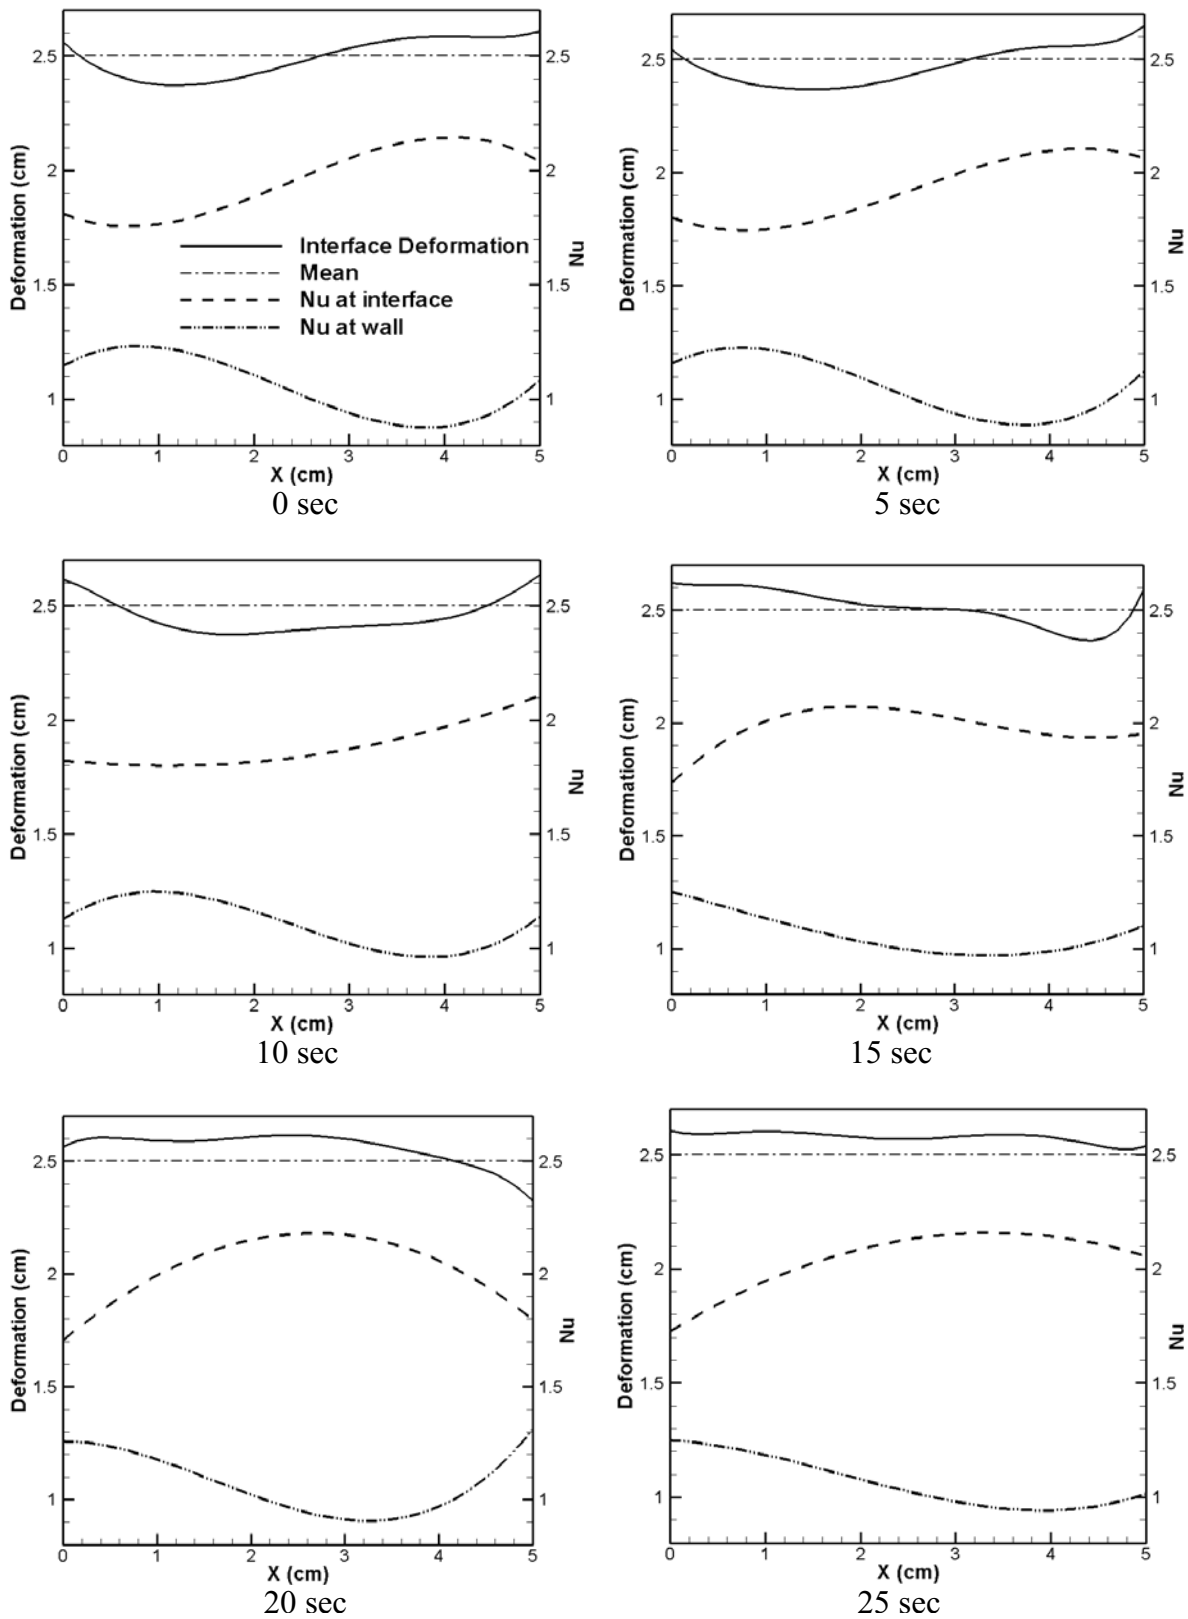 2.5 2.5
2 2
1.5 1.5
1 1
Deformation (cm)
Nu
Interface Deformation
Mean
Nu at interface
Nu at wall
0 1 2 3 4 5
X (cm)
0 sec
2.5 2.5
2 2
1.5 1.5
1 1
Deformation (cm)
Nu
0 1 2 3 4 5
X (cm)
5 sec
2.5 2.5
2 2
1.5 1.5
1 1
Deformation (cm)
Nu
0 1 2 3 4 5
X (cm)
10 sec
2.5 2.5
2 2
1.5 1.5
1 1
Deformation (cm)
Nu
0 1 2 3 4 5
X (cm)
15 sec
2.5 2.5
2 2
1.5 1.5
1 1
Deformation (cm)
Nu
0 1 2 3 4 5
X (cm)
20 sec
2.5 2.5
2 2
1.5 1.5
1 1
Deformation (cm)
Nu
0 1 2 3 4 5
X (cm)
25 sec